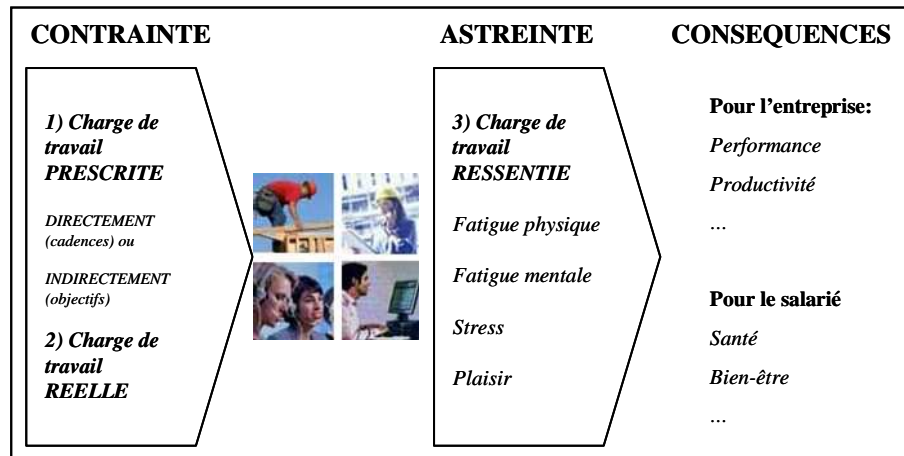 CONTRAINTE
1) Charge de
travail
PRESCRITE
DIRECTEMENT
(cadences) ou
INDIRECTEMENT
(objectifs)
2) Charge de
travail
REELLE
ASTREINTE
3) Charge de
travail
RESSENTIE
Fatigue physique
Fatigue mentale
Stress
Plaisir
CONSEQUENCES
Pour l'entreprise:
Performance
Productivité
...
Pour le salarié
Santé
Bien-être
...